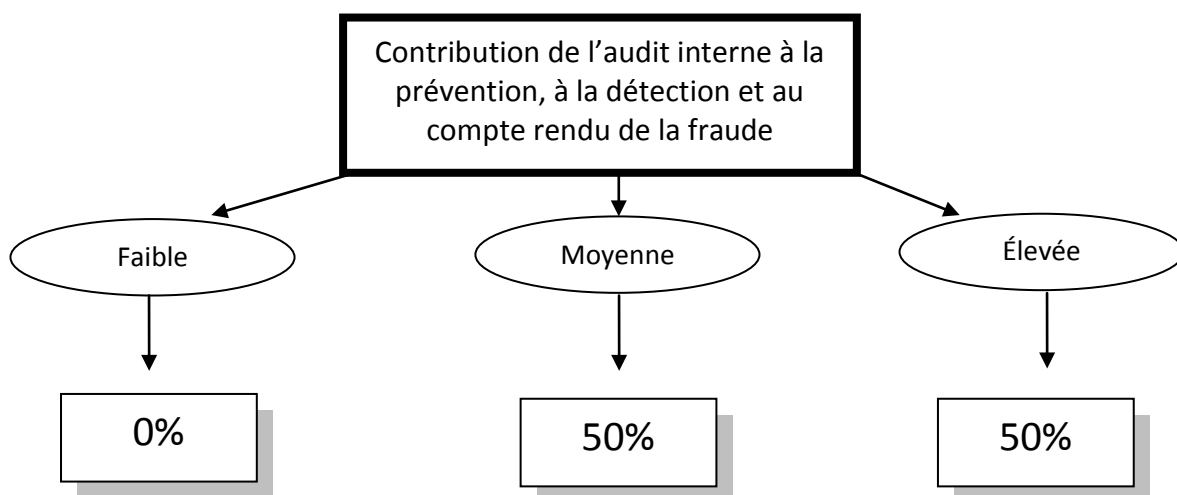 Contribution de l’audit interne à la
prévention, à la détection et au
compte rendu de la fraude
Faible
Moyenne
Élevée
0%
50%
50%